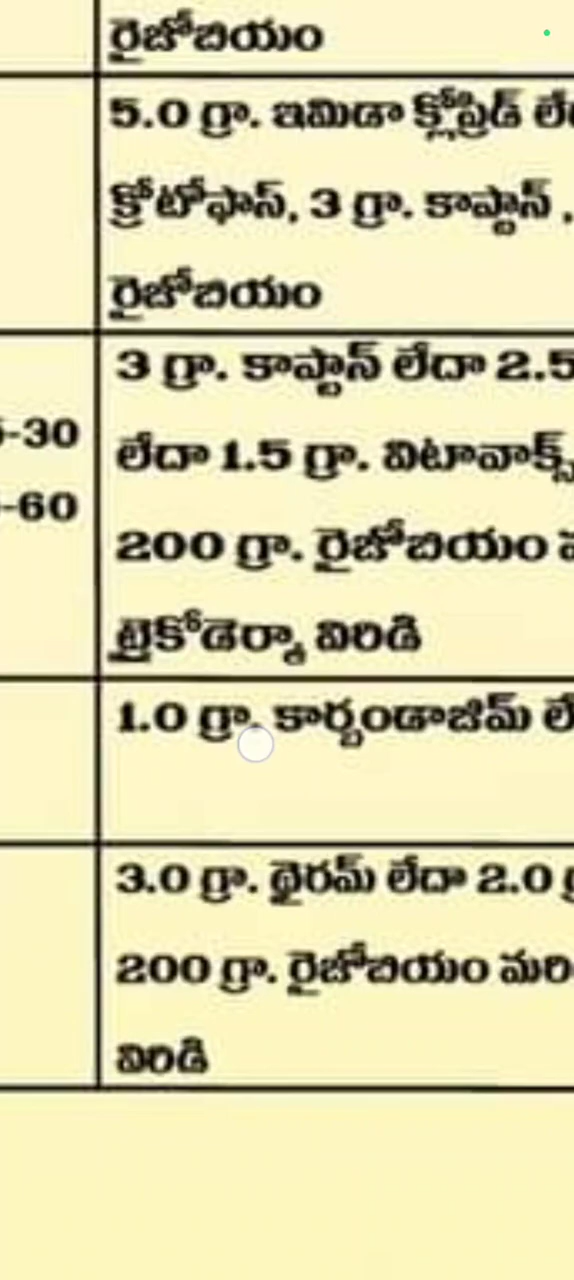 రైజోబియం
5.0 గ్రా. ఇమిడా క్లోప్రిడ్
క్రోటోఫాస్, 3 గ్రా. కాప్టాన్ ,
రైజోబియం
3 గ్రా. కాప్టాన్ లేదా 2.5
-30
లేదా 1.5 గ్రా. విటావాక్స్
-60
200 గ్రా. రైజోబియం
ట్రైకోడెర్మా విరిడి
1.0 గ్రా. కార్బండాజిమ్
3.0 గ్రా. థైరమ్ లేదా 2.0
200 గ్రా. రైజోబియం మరి
విరిడి